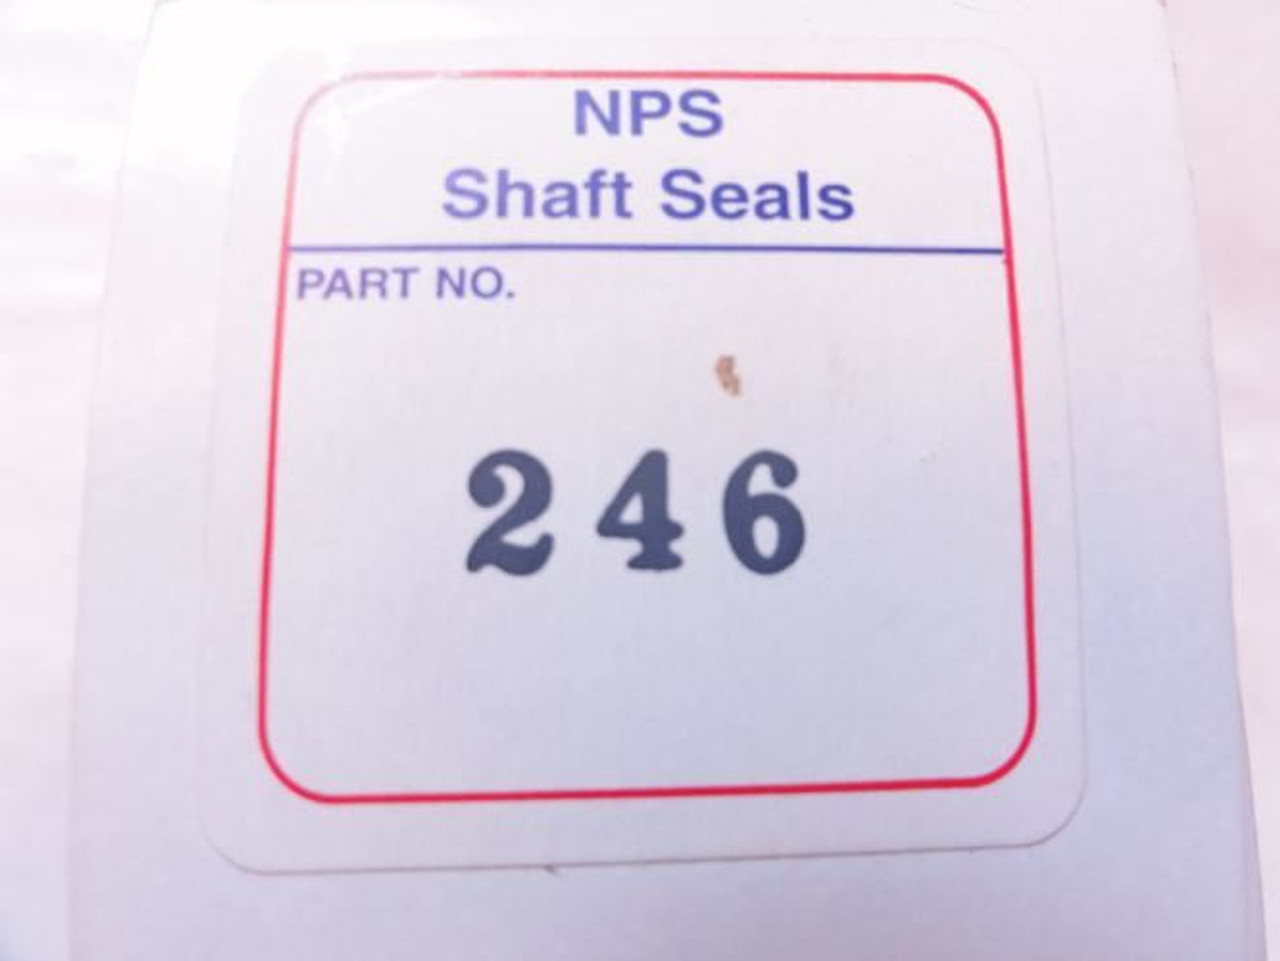 NPS
Shaft Seals
PART NO.
246